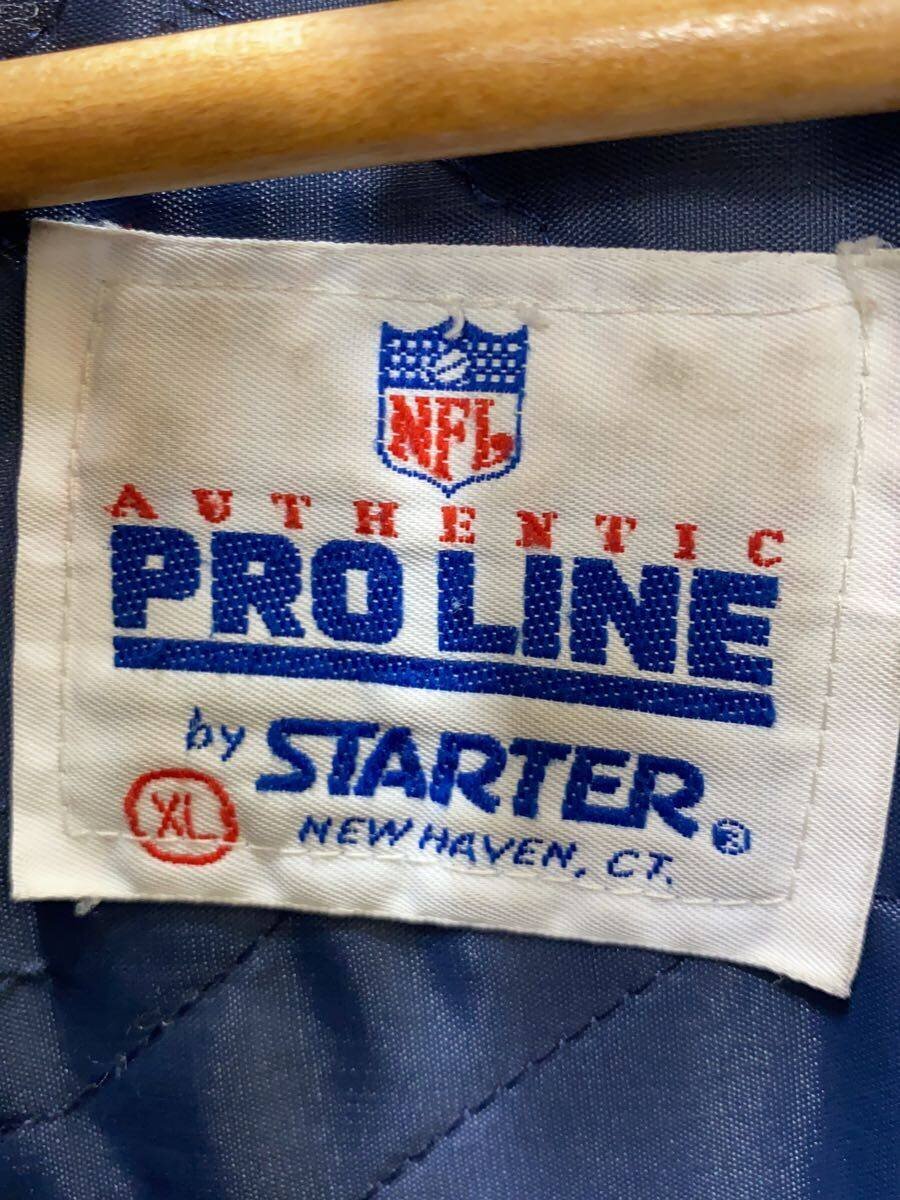 NFL
AUTHENTIC
PRO LINE
by STARTER®
XL
NEW HAVEN, CT.